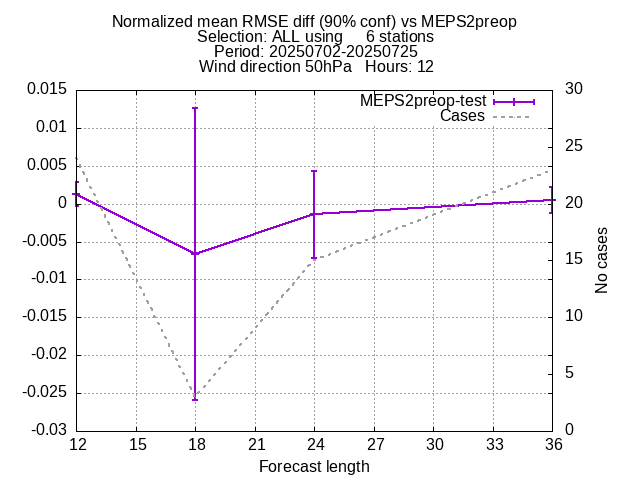 Normalized mean RMSE diff (90% conf) vs MEPS2preop
Selection: ALL using     6 stations
Period: 20250702-20250725
Wind direction 50hPa   Hours: 12
MEPS2preop-test
Cases
0.015
0.01
0.005
0
-0.005
-0.01
-0.015
-0.02
-0.025
-0.03
30
25
20
15
10
5
0
No cases
12 15 18 21 24 27 30 33 36
Forecast length